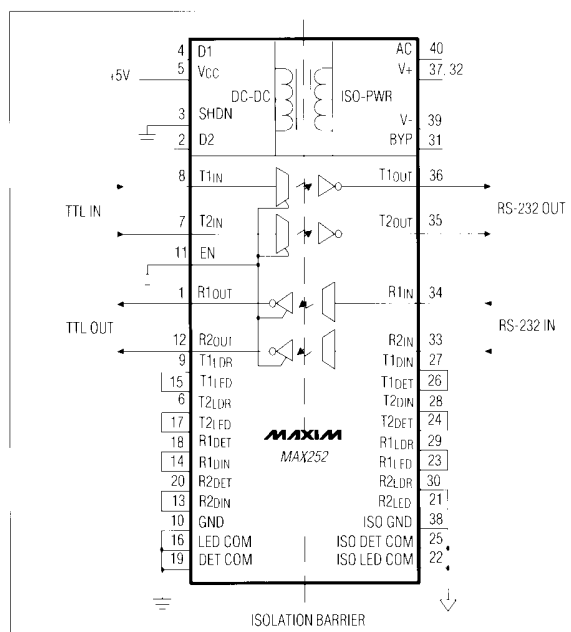 4 D1 AC 40
+5V 5 VCC V+ 37, 32
DC-DC ISO-PWR
3 SHDN V- 39
2 D2 BYP 31
8 T1IN T1OUT 36
TTL IN RS-232 OUT
7 T2IN T2OUT 35
11 EN
1 R1OUT R1IN 34
TTL OUT RS-232 IN
12 R2OUT R2IN 33
9 T1LDR T1DIN 27
15 T1LED T1DET 26
6 T2LDR T2DIN 28
17 T2LED T2DET 24
18 R1DET R1LDR 29
14 R1DIN R1LED 23
20 R2DET R2LDR 30
13 R2DIN R2LED 21
MAXIM
MAX252
10 GND ISO GND 38
16 LED COM ISO DET COM 25
19 DET COM ISO LED COM 22
ISOLATION BARRIER